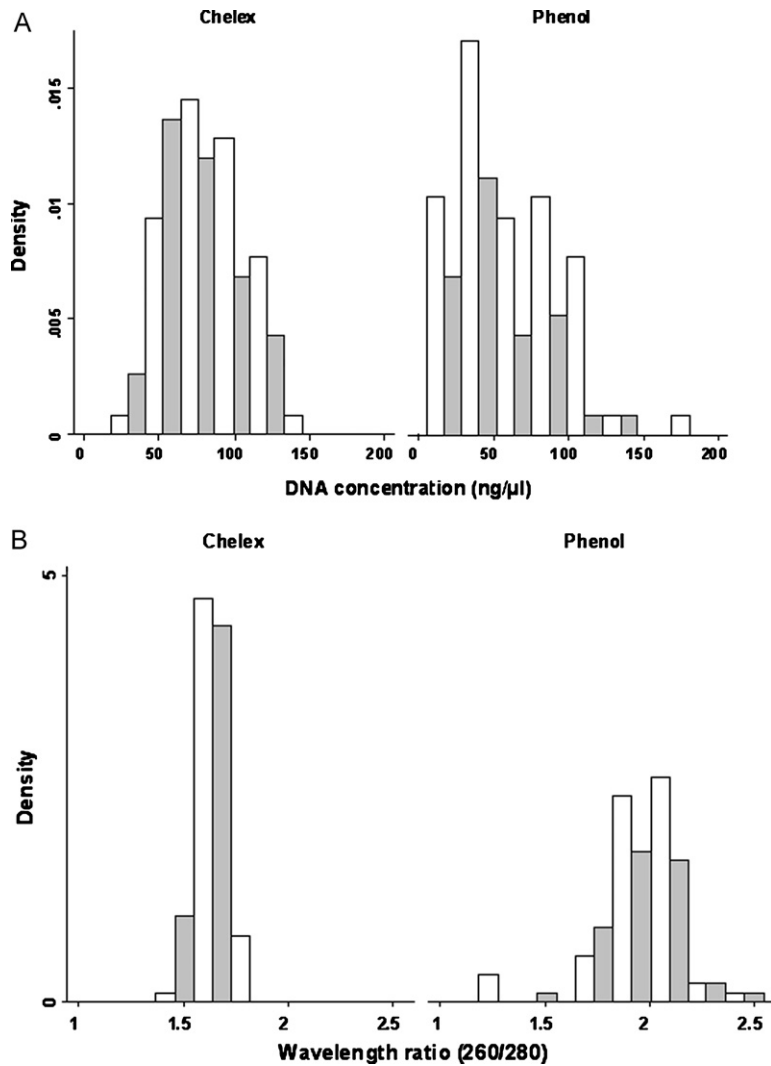 A
Chelex
Phenol
Density
.015
.01
.005
0
0 50 100 150 200
0 50 100 150 200
DNA concentration (ng/µl)
B
Chelex
Phenol
Density
5
0
1 1.5 2 2.5
1 1.5 2 2.5
Wavelength ratio (260/280)